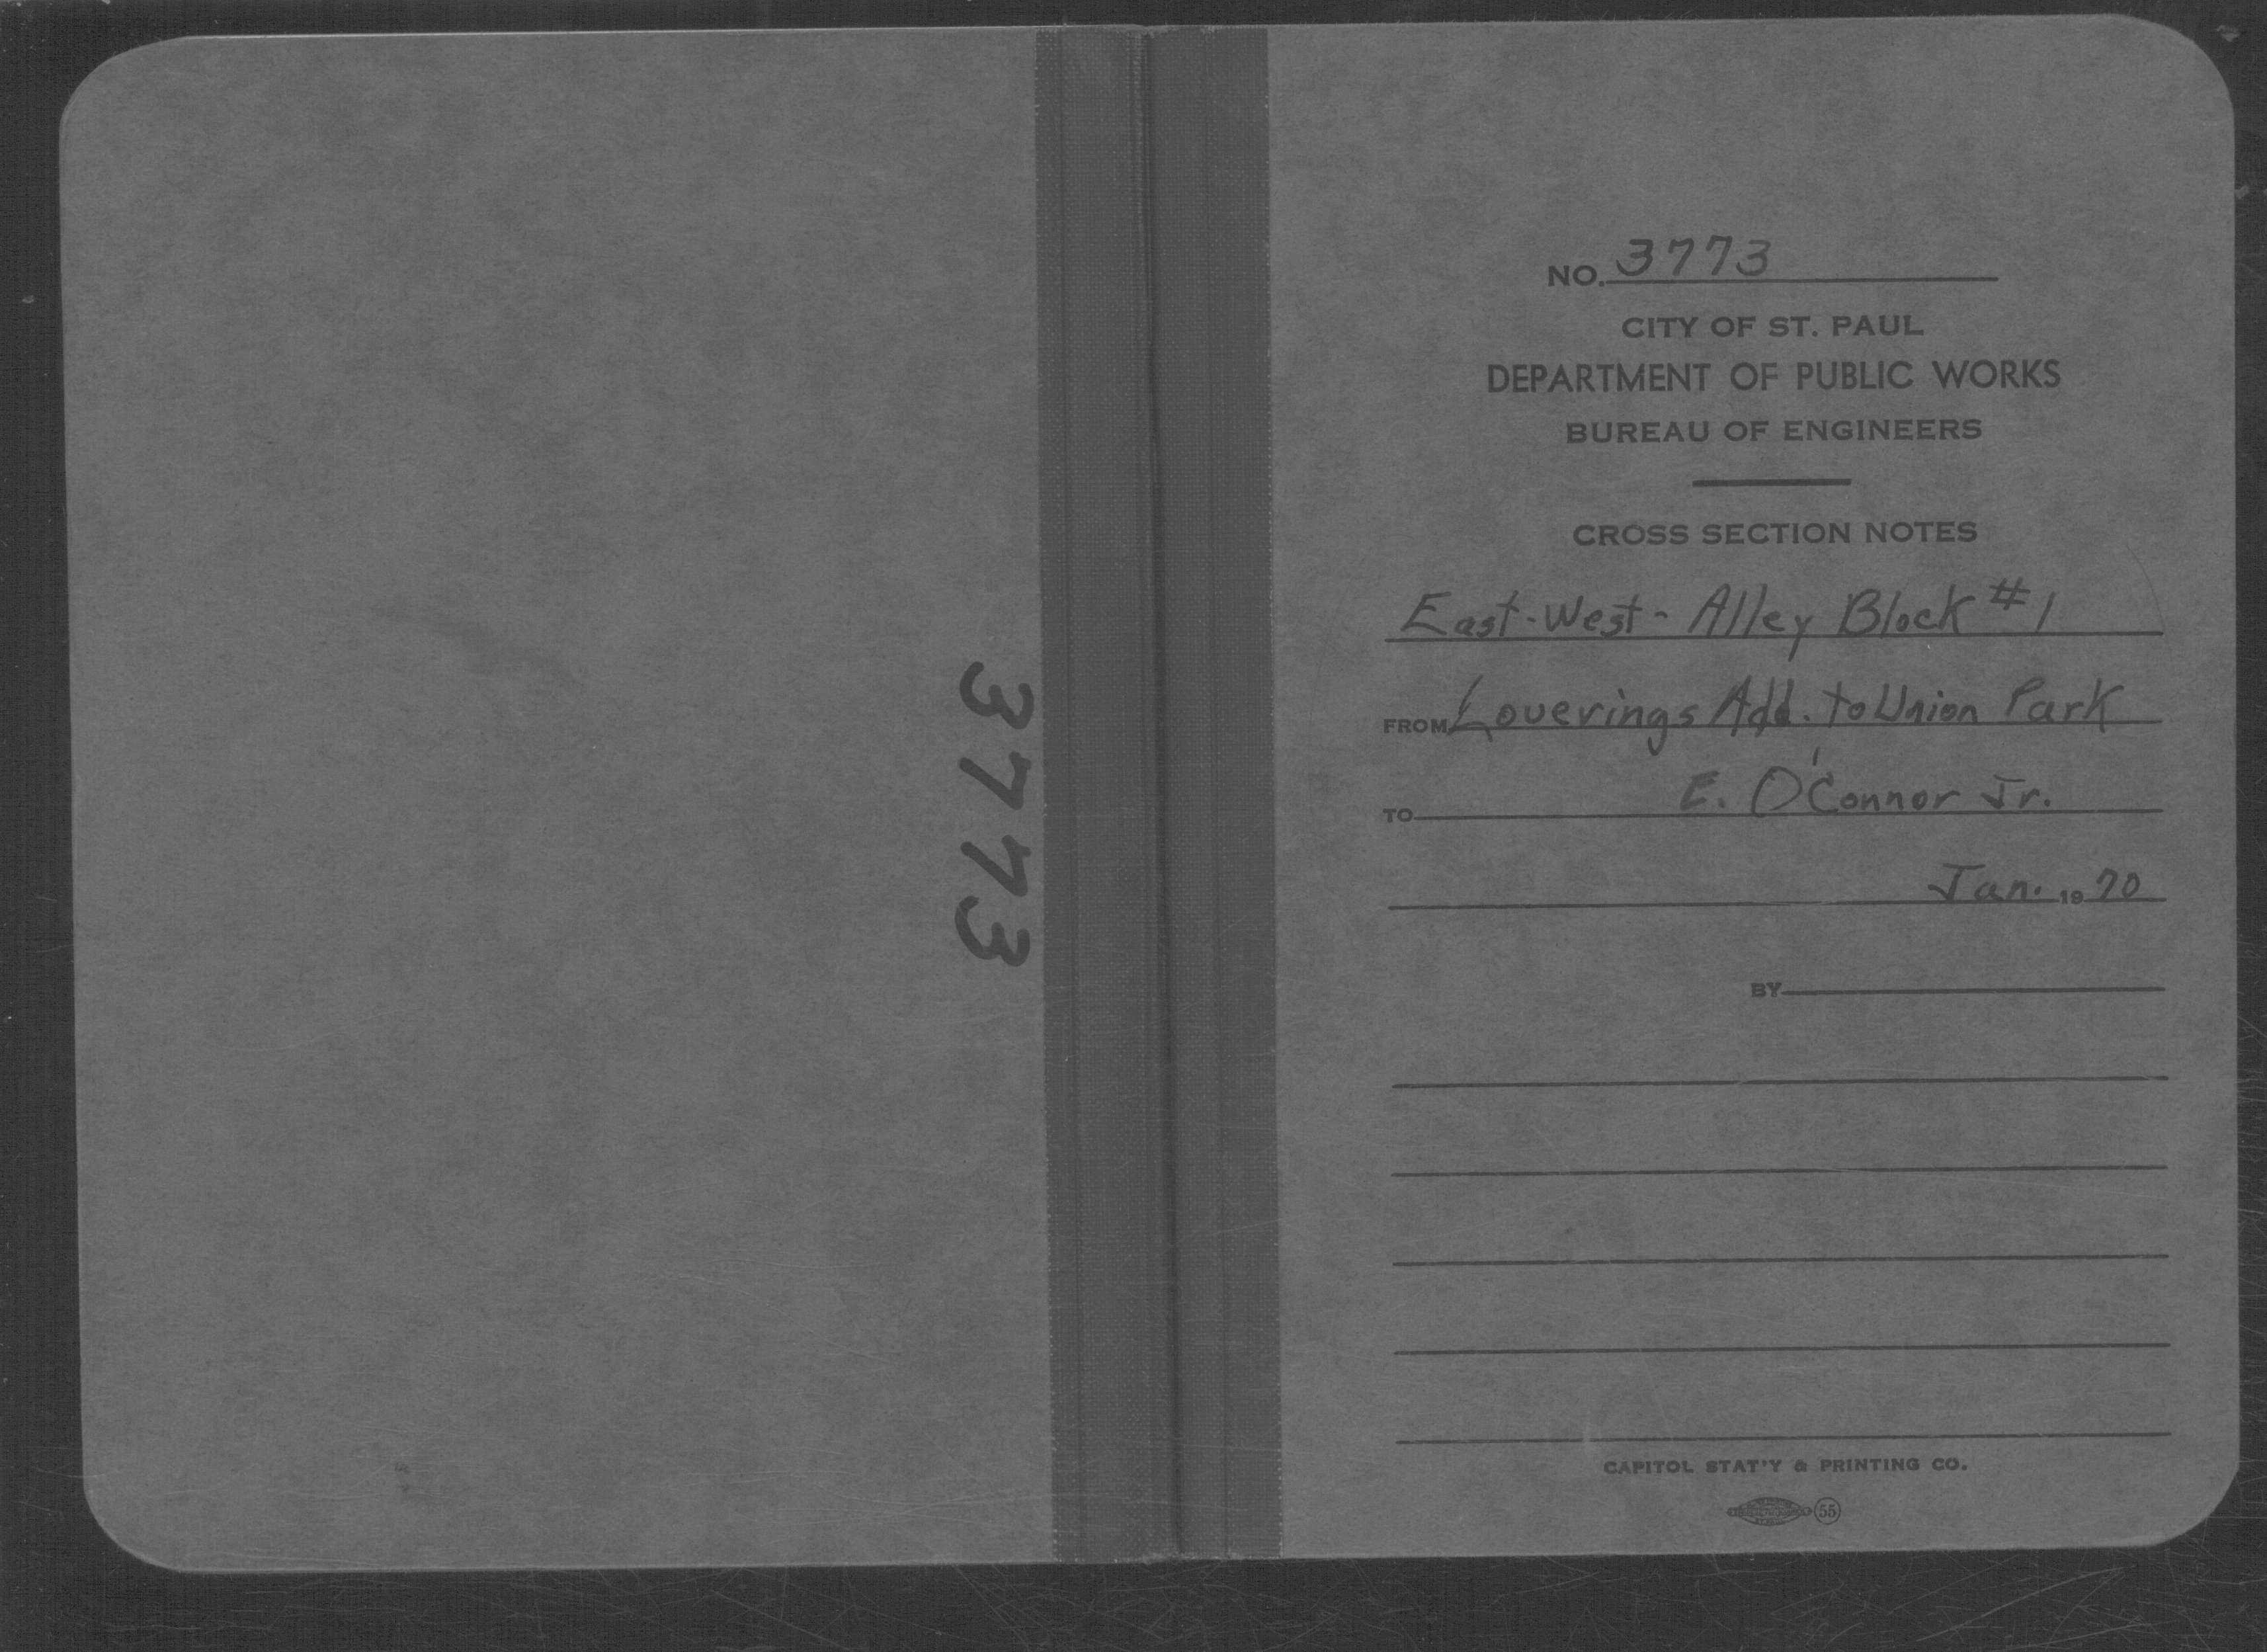 3773
NO. 3773
CITY OF ST. PAUL
DEPARTMENT OF PUBLIC WORKS
BUREAU OF ENGINEERS
CROSS SECTION NOTES
East-West- Alley Block #1
FROM Loverings Add. to Union Park
TO E. O'Connor Jr.
Jan. 1970
BY
CAPITOL STAT'Y & PRINTING CO.
55